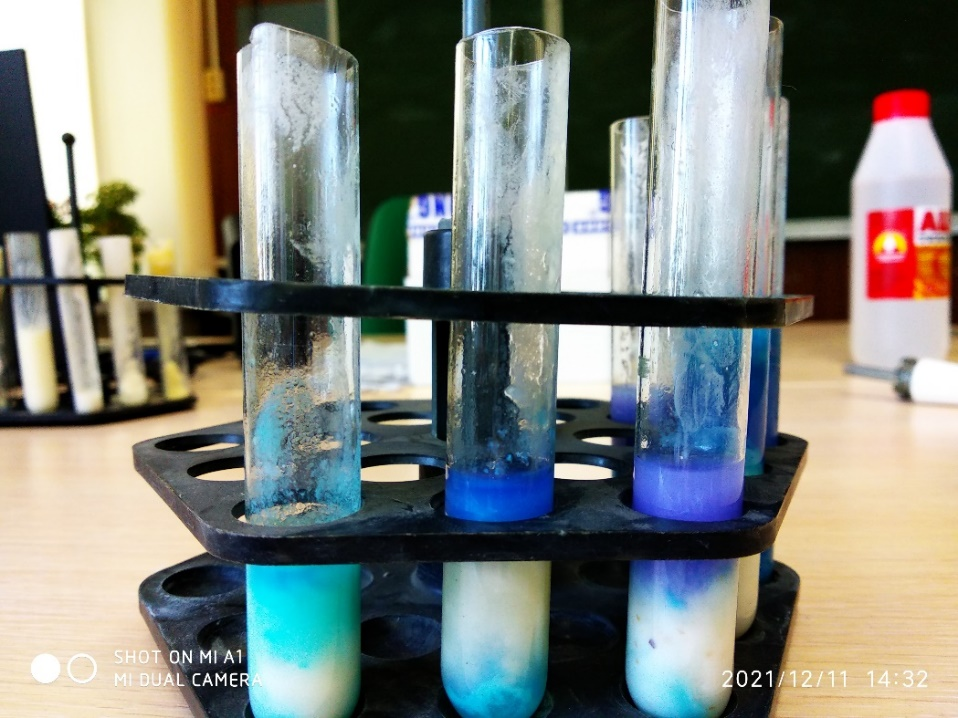 SHOT ON MI A1
MI DUAL CAMERA
2021/12/11 14:32